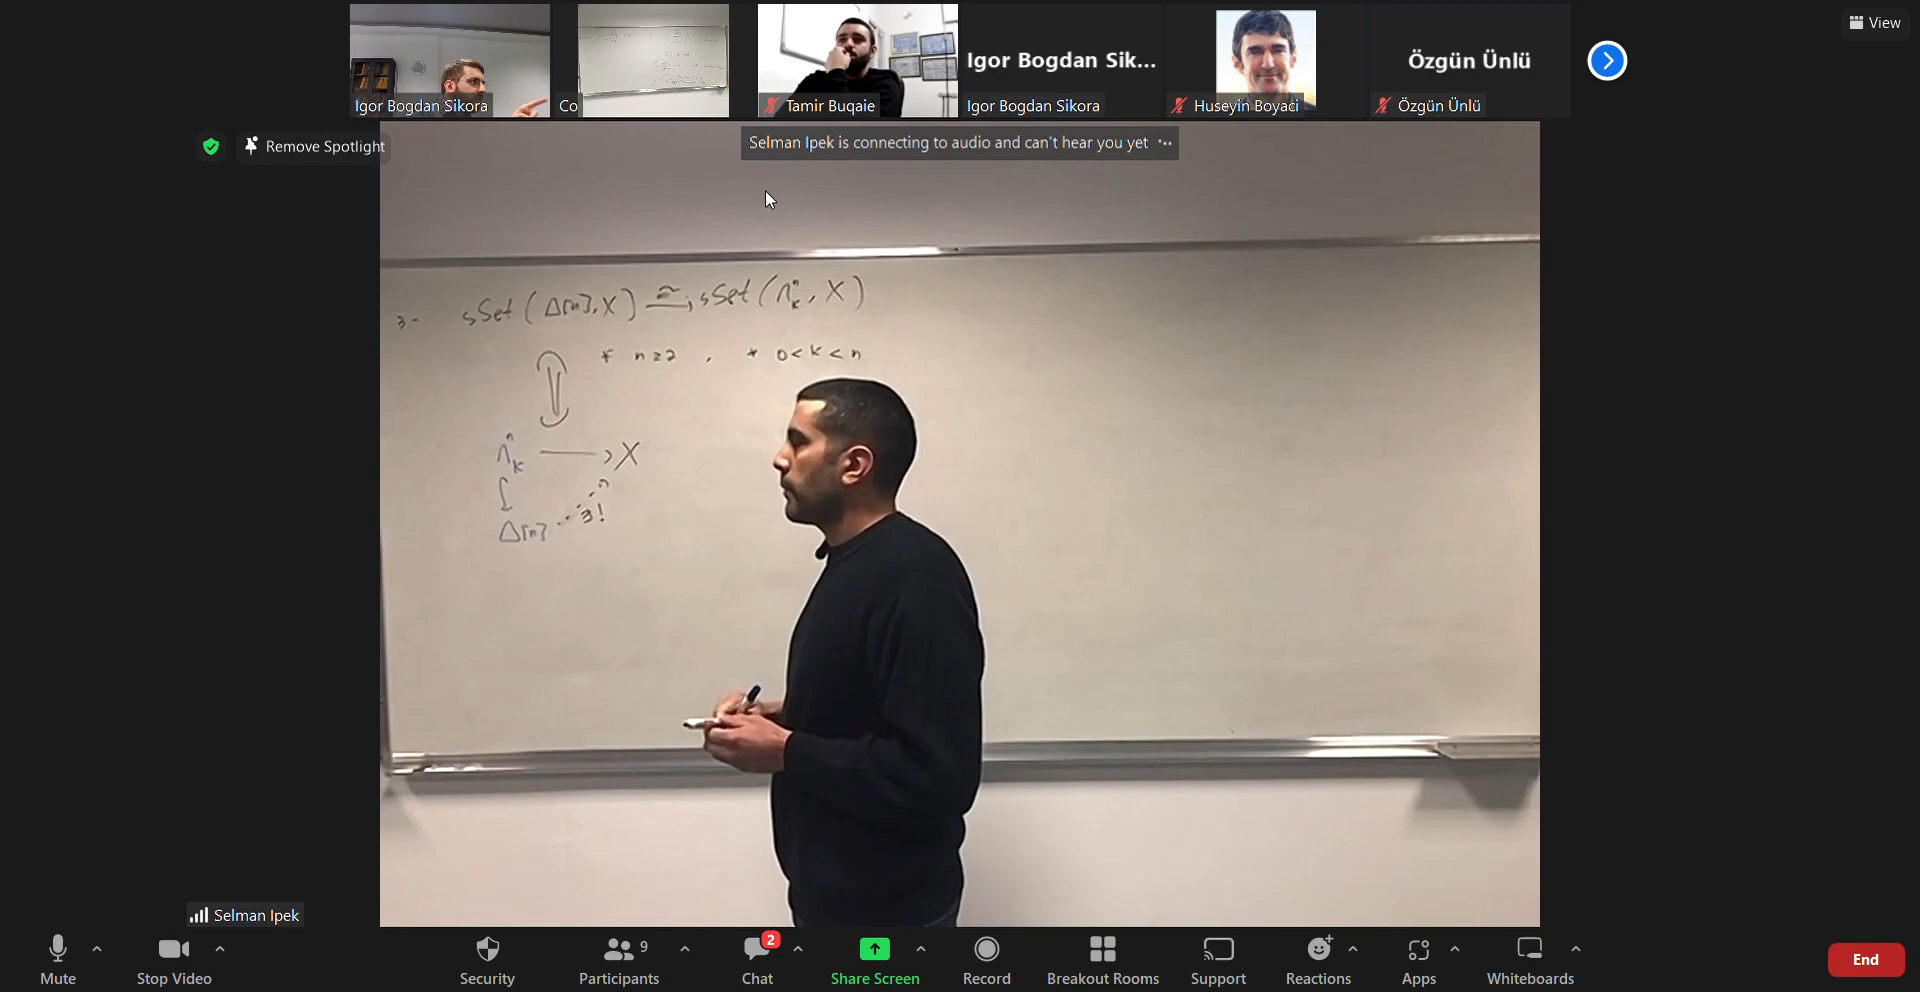 View
Igor Bogdan Sikora
Co
Tamir Buqaie
Igor Bogdan Sik...
Igor Bogdan Sikora
Huseyin Boyaci
Özgün Ünlü
Özgün Ünlü
Remove Spotlight
Selman Ipek is connecting to audio and can't hear you yet ...
3- sSet (Δ[n], X) ≅ sSet (Λⁿₖ, X)
* n≥2 , * 0<k<n
Λⁿₖ → X
Δ[n] ∃!
Selman Ipek
Mute
Stop Video
Security
9
Participants
2
Chat
Share Screen
Record
Breakout Rooms
Support
Reactions
Apps
Whiteboards
End